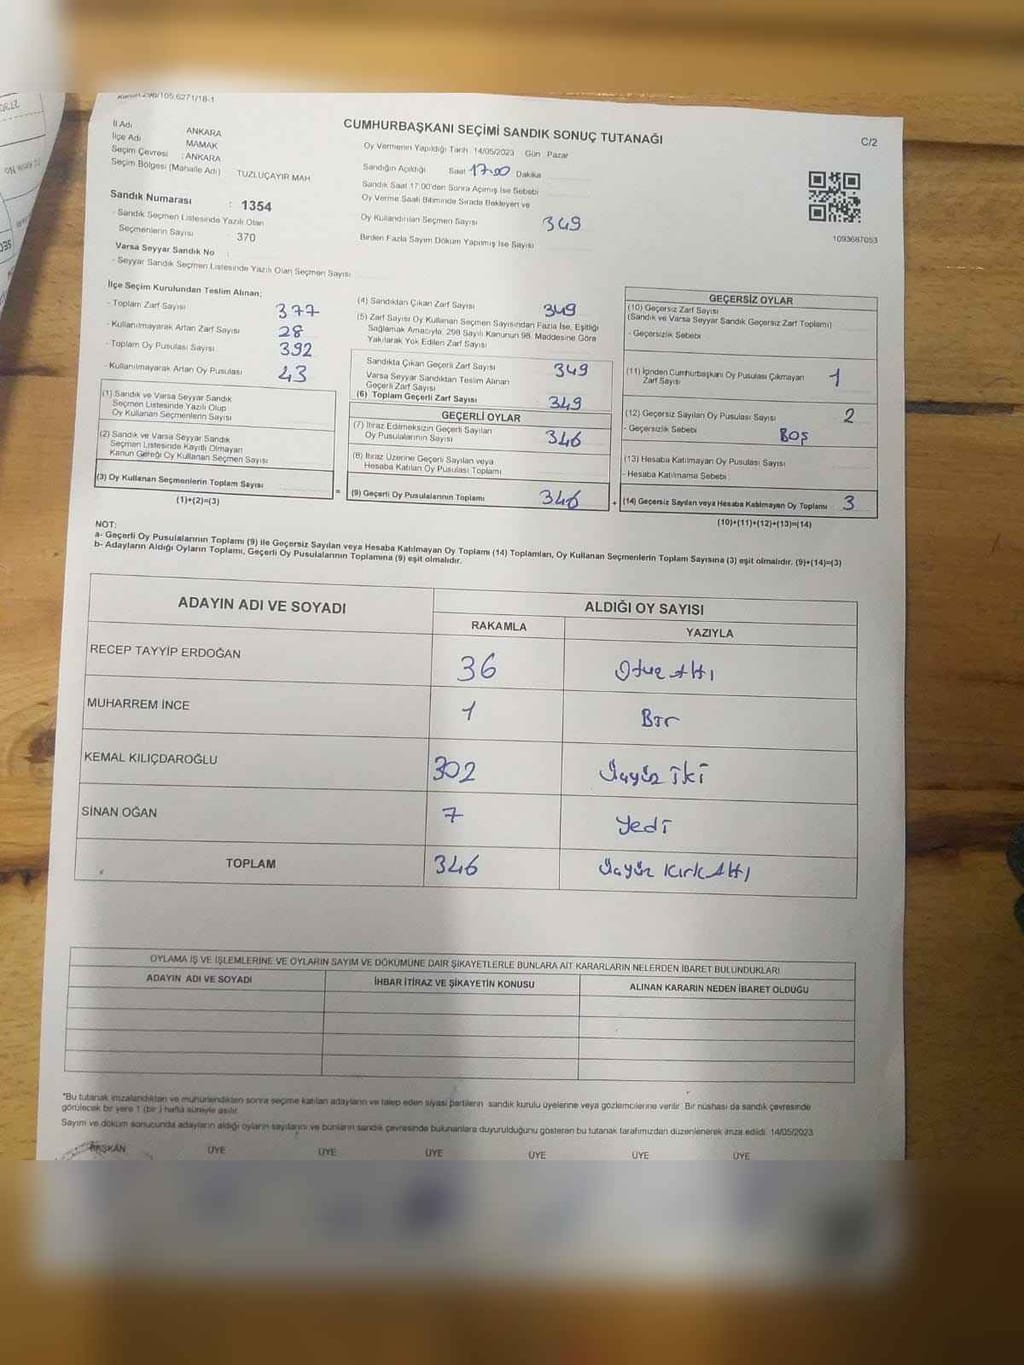 CUMHURBAŞKANI SEÇİMİ SANDIK SONUÇ TUTANAĞI
C/2
İl Adı ANKARA
İlçe Adı MAMAK
Seçim Çevresi : ANKARA
Seçim Bölgesi (Mahalle Adı) TUZLUÇAYIR MAH
Sandık Numarası : 1354
- Sandık Seçmen Listesinde Yazılı Olan
Seçmenlerin Sayısı : 370
Varsa Seyyar Sandık No :
- Seyyar Sandık Seçmen Listesinde Yazılı Olan Seçmen Sayısı
Oy Vermenin Yapıldığı Tarih : 14/05/2023 Gün : Pazar
Sandığın Açıldığı Saat 17:00 Dakika
Sandık Saat 17:00'den Sonra Açılmış İse Sebebi
Oy Verme Saati Bitiminde Sırada Bekleyen ve
Oy Kullandırılan Seçmen Sayısı 349
Birden Fazla Sayım Döküm Yapılmış İse Sayısı
1093687053
İlçe Seçim Kurulundan Teslim Alınan:
- Toplam Zarf Sayısı 377
- Kullanılmayarak Artan Zarf Sayısı 28
- Toplam Oy Pusulası Sayısı 392
- Kullanılmayarak Artan Oy Pusulası 43
(1) Sandık ve Varsa Seyyar Sandık
Seçmen Listesinde Yazılı Olup
Oy Kullanan Seçmenlerin Sayısı
(2) Sandık ve Varsa Seyyar Sandık
Seçmen Listesinde Kayıtlı Olmayan
Kanun Gereği Oy Kullanan Seçmen Sayısı
(3) Oy Kullanan Seçmenlerin Toplam Sayısı
(1)+(2)=(3)
(4) Sandıktan Çıkan Zarf Sayısı 349
(5) Zarf Sayısı Oy Kullanan Seçmen Sayısından Fazla İse, Eşitliği
Sağlamak Amacıyla, 298 Sayılı Kanunun 98. Maddesine Göre
Yakılarak Yok Edilen Zarf Sayısı
Sandıkta Çıkan Geçerli Zarf Sayısı 349
Varsa Seyyar Sandıktan Teslim Alınan
Geçerli Zarf Sayısı
(6) Toplam Geçerli Zarf Sayısı 349
GEÇERLİ OYLAR
(7) İtiraz Edilmeksizin Geçerli Sayılan
Oy Pusulalarının Sayısı 346
(8) İtiraz Üzerine Geçerli Sayılan veya
Hesaba Katılan Oy Pusulası Toplamı
= (9) Geçerli Oy Pusulalarının Toplamı 346
GEÇERSİZ OYLAR
(10) Geçersiz Zarf Sayısı
(Sandık ve Varsa Seyyar Sandık Geçersiz Zarf Toplamı)
- Geçersizlik Sebebi
(11) İçinden Cumhurbaşkanı Oy Pusulası Çıkmayan
Zarf Sayısı 1
(12) Geçersiz Sayılan Oy Pusulası Sayısı 2
- Geçersizlik Sebebi BOŞ
(13) Hesaba Katılmayan Oy Pusulası Sayısı
- Hesaba Katılmama Sebebi
+ (14) Geçersiz Sayılan veya Hesaba Katılmayan Oy Toplamı 3
(10)+(11)+(12)+(13)=(14)
NOT:
a- Geçerli Oy Pusulalarının Toplamı (9) ile Geçersiz Sayılan veya Hesaba Katılmayan Oy Toplamı (14) Toplamları, Oy Kullanan Seçmenlerin Toplam Sayısına (3) eşit olmalıdır. (9)+(14)=(3)
b- Adayların Aldığı Oyların Toplamı, Geçerli Oy Pusulalarının Toplamına (9) eşit olmalıdır.
ADAYIN ADI VE SOYADI ALDIĞI OY SAYISI
RAKAMLA YAZIYLA
RECEP TAYYİP ERDOĞAN 36 Otuz Altı
MUHARREM İNCE 1 Bir
KEMAL KILIÇDAROĞLU 302 Üçyüz İki
SİNAN OĞAN 7 Yedi
TOPLAM 346 Üçyüz Kırk Altı
OYLAMA İŞ VE İŞLEMLERİNE VE OYLARIN SAYIM VE DÖKÜMÜNE DAİR ŞİKAYETLERLE BUNLARA AİT KARARLARIN NELERDEN İBARET BULUNDUKLARI
ADAYIN ADI VE SOYADI İHBAR İTİRAZ VE ŞİKAYETİN KONUSU ALINAN KARARIN NEDEN İBARET OLDUĞU
*Bu tutanak imzalandıktan ve mühürlendikten sonra seçime katılan adayların ve talep eden siyasi partilerin sandık kurulu üyelerine veya gözlemcilerine verilir. Bir nüshası da sandık çevresinde
görülecek bir yere 1 (bir) hafta süreyle asılır.
Sayım ve döküm sonucunda adayların aldığı oyların sayılarını ve bunların sandık çevresinde bulunanlara duyurulduğunu gösteren bu tutanak tarafımızdan düzenlenerek imza edildi. 14/05/2023
BAŞKAN ÜYE ÜYE ÜYE ÜYE ÜYE ÜYE